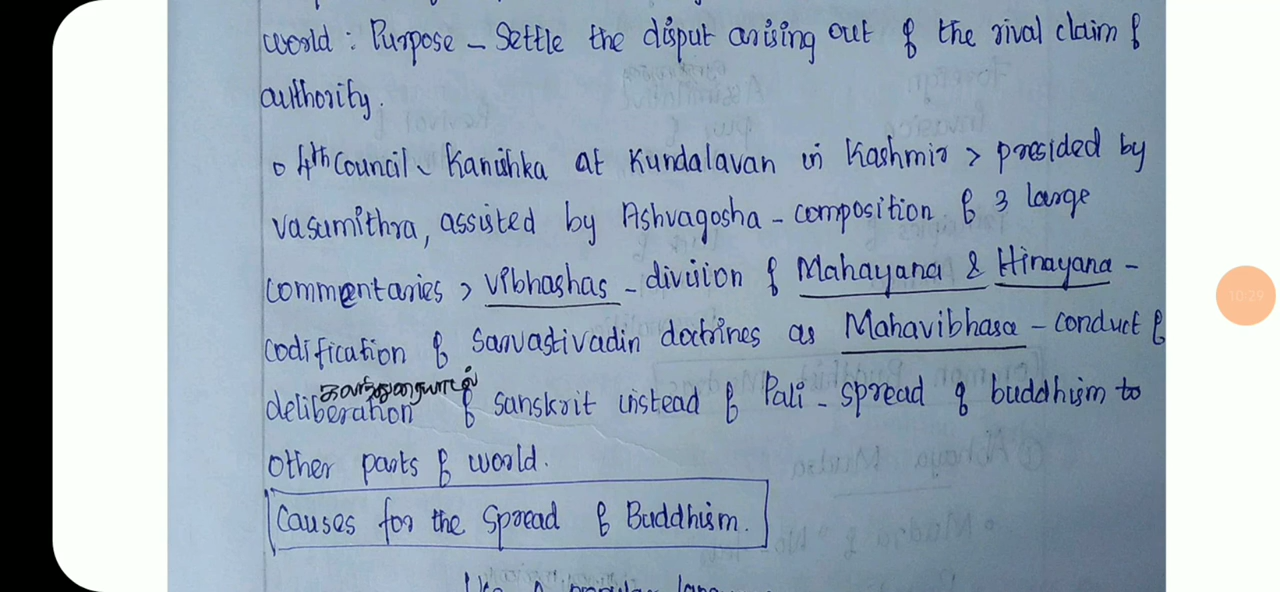 world : Purpose - Settle the disput arising out of the rival claim of
authority.
o 4th Council - Kanishka at Kundalavan in Kashmir > presided by
Vasumithra, assisted by Ashvagosha - composition of 3 large
commentaries > Vibhashas - division of Mahayana & Hinayana -
codification of Sarvastivadin doctrines as Mahavibhasa - conduct of
deliberation of sanskrit instead of Pali - spread of buddhism to
other parts of world.
Causes for the Spread of Buddhism.
10:29